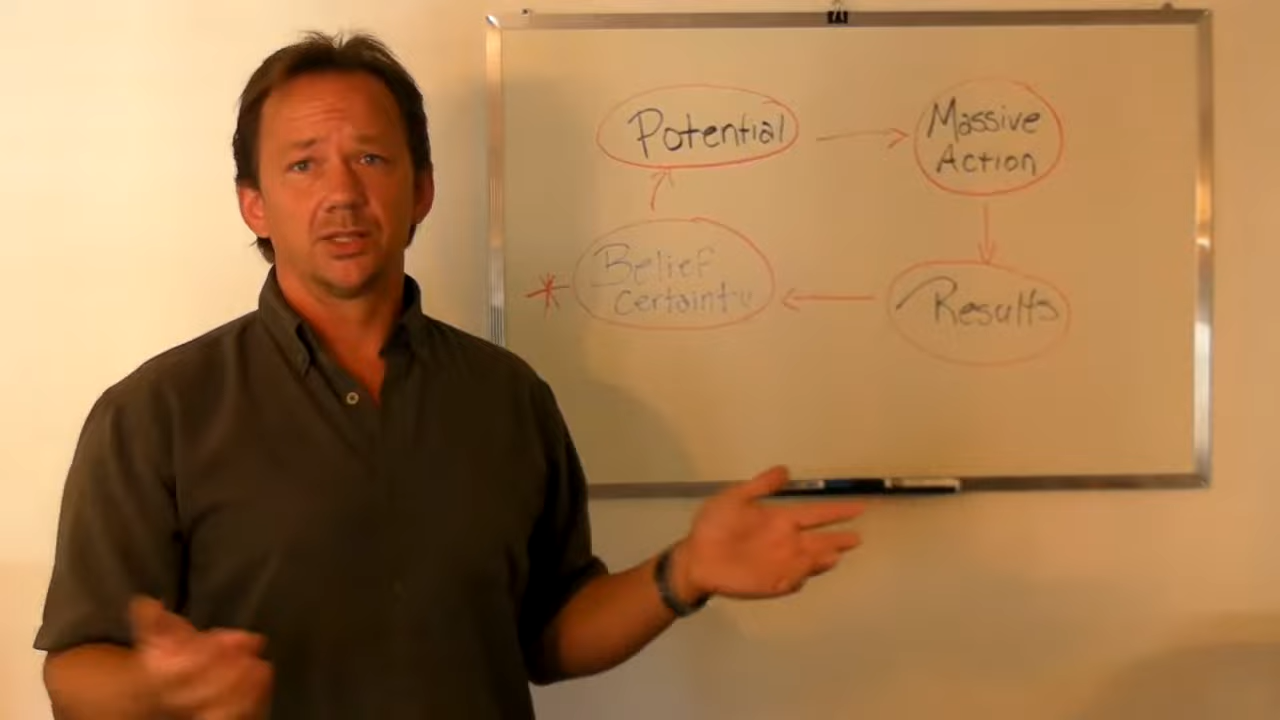 Potential
Massive
Action
Belief
Certainty
Results